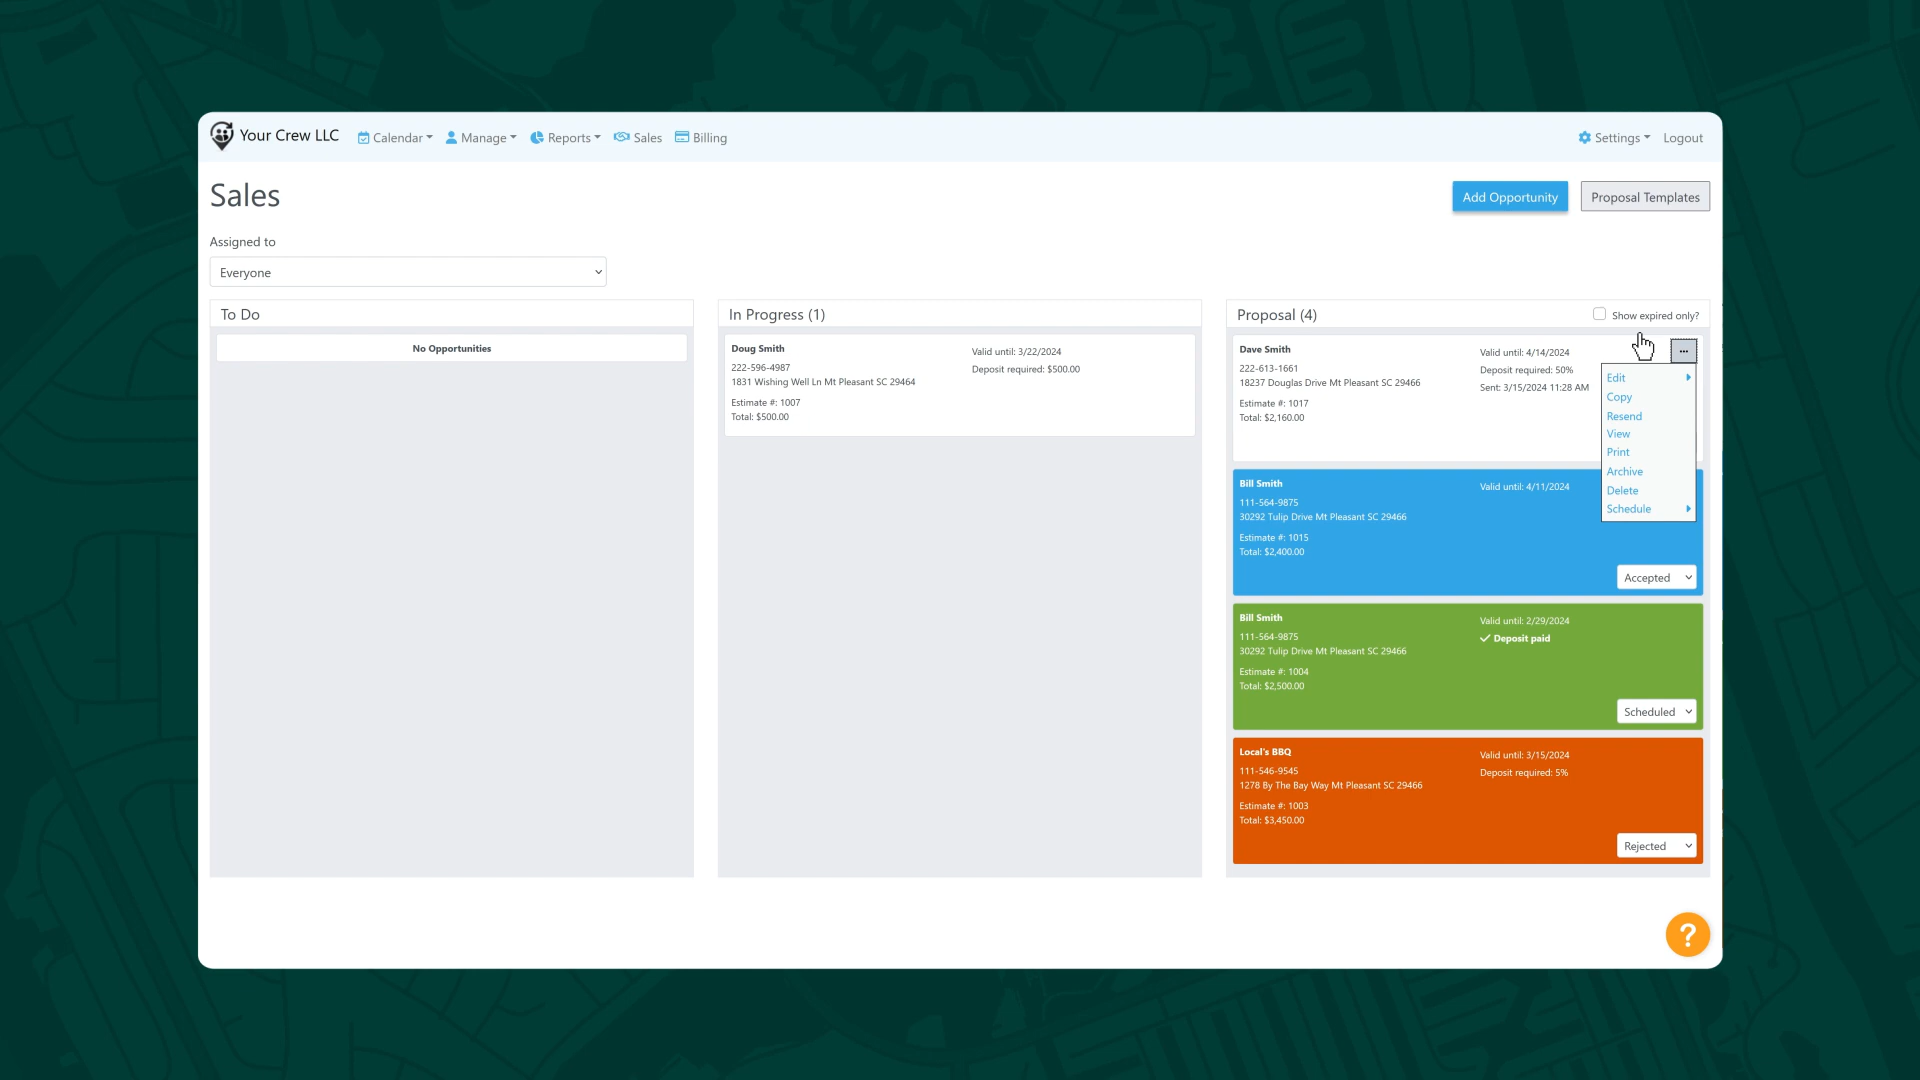 Your Crew LLC
Calendar
Manage
Reports
Sales
Billing
Settings
Logout
Sales
Add Opportunity
Proposal Templates
Assigned to
Everyone
To Do
No Opportunities
In Progress (1)
Doug Smith
222-596-4987
1831 Wishing Well Ln Mt Pleasant SC 29464
Estimate #: 1007
Total: $500.00
Valid until: 3/22/2024
Deposit required: $500.00
Proposal (4)
Show expired only?
Dave Smith
222-613-1661
18237 Douglas Drive Mt Pleasant SC 29466
Estimate #: 1017
Total: $2,160.00
Valid until: 4/14/2024
Deposit required: 50%
Sent: 3/15/2024 11:28 AM
...
Edit
Copy
Resend
View
Print
Archive
Delete
Schedule
Bill Smith
111-564-9875
30292 Tulip Drive Mt Pleasant SC 29466
Estimate #: 1015
Total: $2,400.00
Valid until: 4/11/2024
Accepted
Bill Smith
111-564-9875
30292 Tulip Drive Mt Pleasant SC 29466
Estimate #: 1004
Total: $2,500.00
Valid until: 2/29/2024
✓ Deposit paid
Scheduled
Local's BBQ
111-546-9545
1278 By The Bay Way Mt Pleasant SC 29466
Estimate #: 1003
Total: $3,450.00
Valid until: 3/15/2024
Deposit required: 5%
Rejected
?